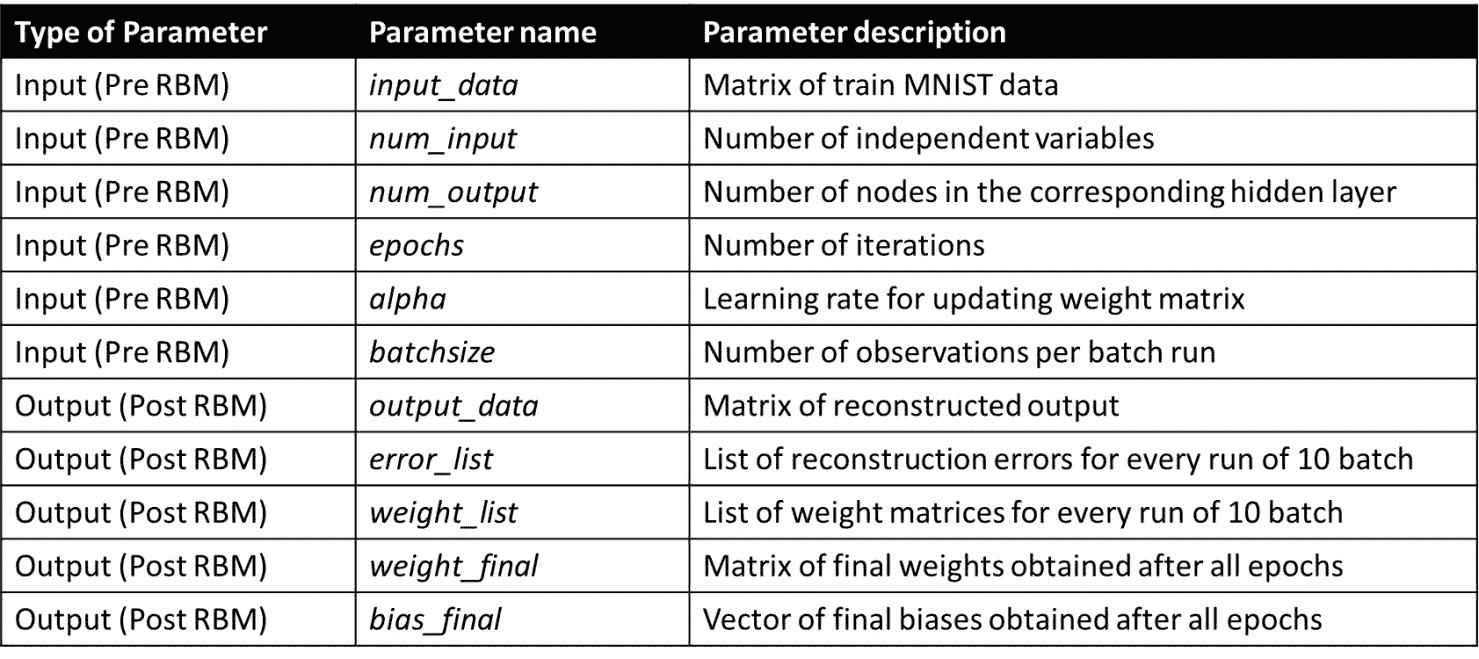 Type of Parameter Parameter name Parameter description
Input (Pre RBM) input_data Matrix of train MNIST data
Input (Pre RBM) num_input Number of independent variables
Input (Pre RBM) num_output Number of nodes in the corresponding hidden layer
Input (Pre RBM) epochs Number of iterations
Input (Pre RBM) alpha Learning rate for updating weight matrix
Input (Pre RBM) batchsize Number of observations per batch run
Output (Post RBM) output_data Matrix of reconstructed output
Output (Post RBM) error_list List of reconstruction errors for every run of 10 batch
Output (Post RBM) weight_list List of weight matrices for every run of 10 batch
Output (Post RBM) weight_final Matrix of final weights obtained after all epochs
Output (Post RBM) bias_final Vector of final biases obtained after all epochs